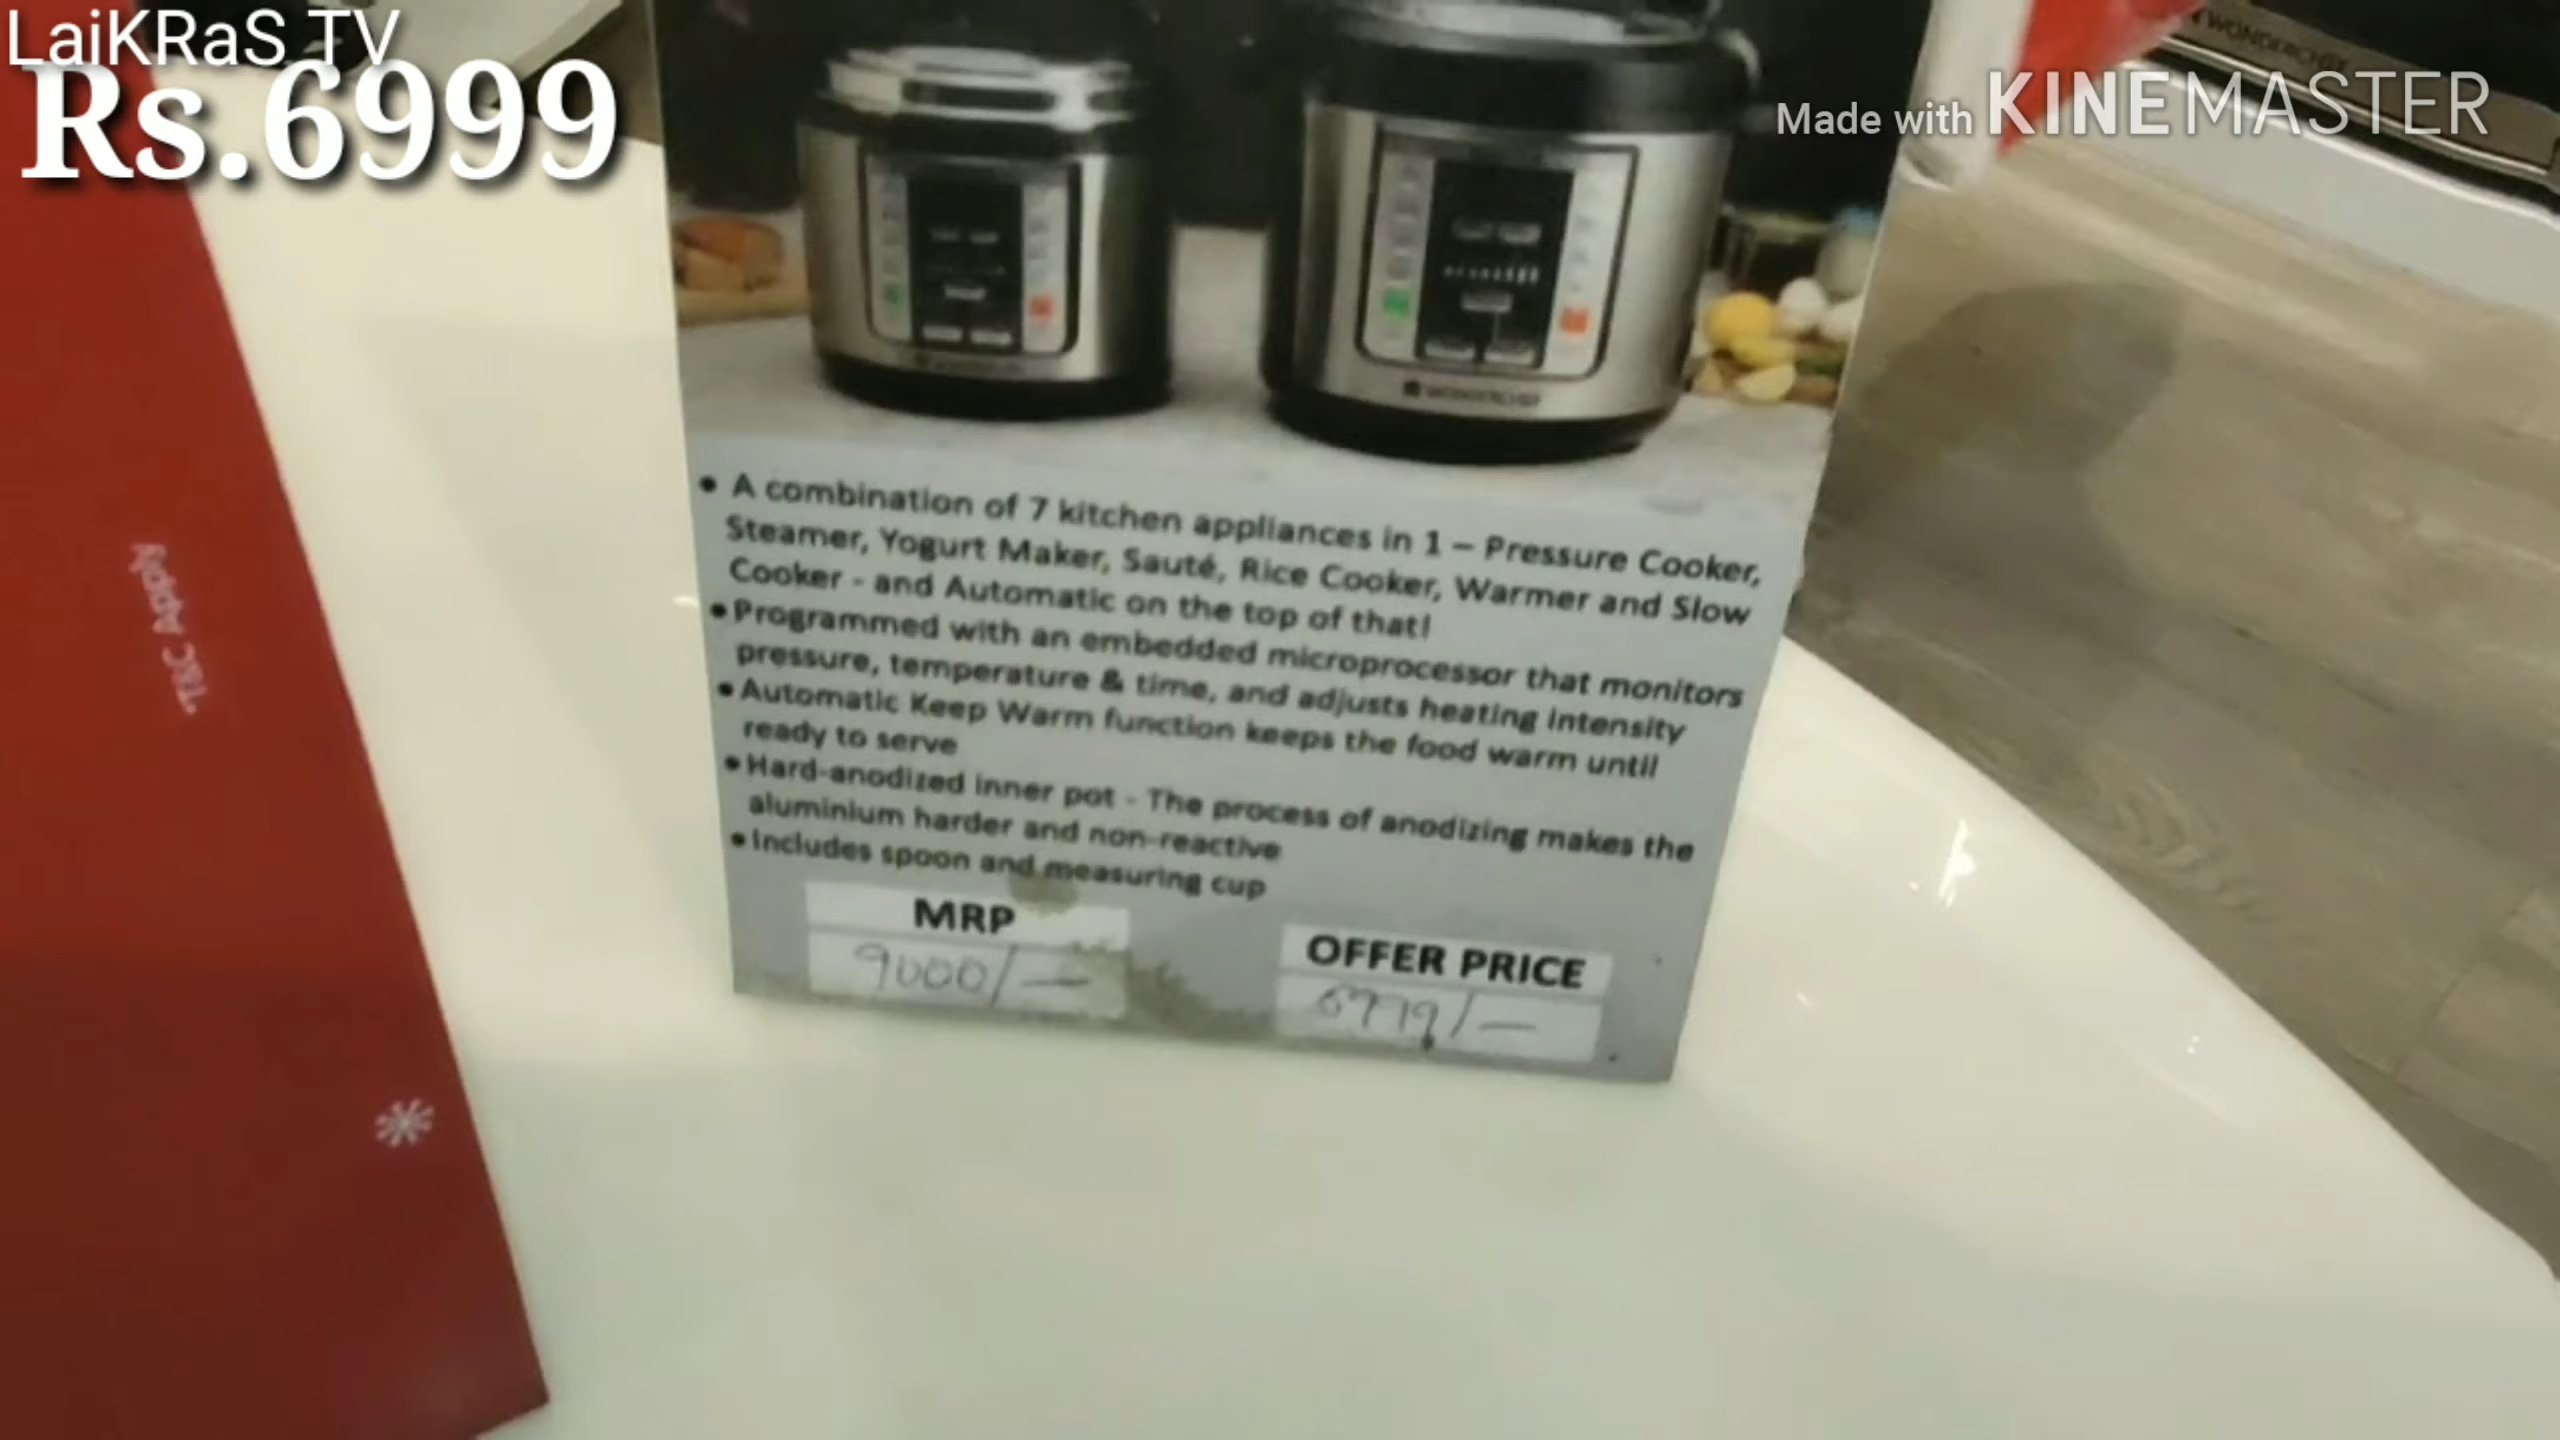 LaiKRaS TV
Rs.6999
Made with KINEMASTER
WONDERCHEF
WONDERCHEF
• A combination of 7 kitchen appliances in 1 – Pressure Cooker,
Steamer, Yogurt Maker, Sauté, Rice Cooker, Warmer and Slow
Cooker - and Automatic on the top of that!
• Programmed with an embedded microprocessor that monitors
pressure, temperature & time, and adjusts heating intensity
• Automatic Keep Warm function keeps the food warm until
ready to serve
• Hard-anodized inner pot - The process of anodizing makes the
aluminium harder and non-reactive
• Includes spoon and measuring cup
MRP
9000/—
OFFER PRICE
*T&C Apply